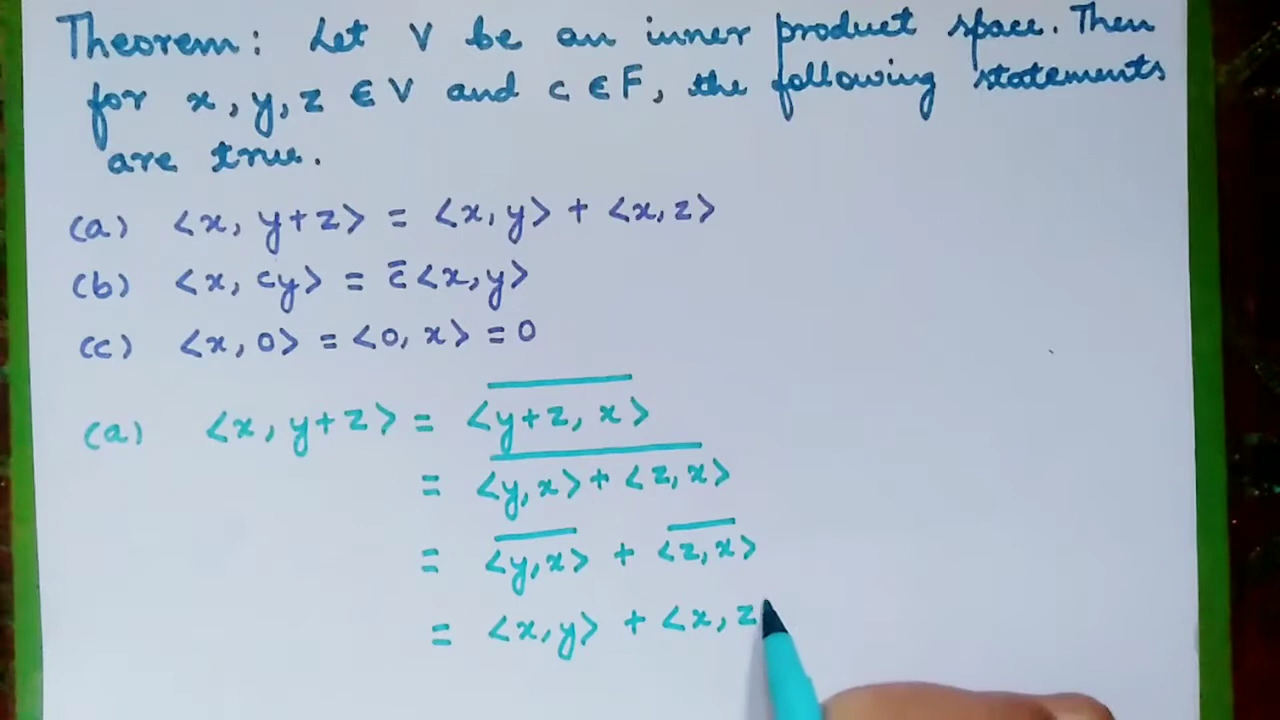 Theorem: Let V be an inner product space. Then
for x, y, z ∈ V and c ∈ F, the following statements
are true.
(a) <x, y+z> = <x, y> + <x, z>
(b) <x, cy> = c̅ <x, y>
(c) <x, 0> = <0, x> = 0
(a) <x, y+z> = \overline{<y+z, x>}
= \overline{<y, x> + <z, x>}
= \overline{<y, x>} + \overline{<z, x>}
= <x, y> + <x, z